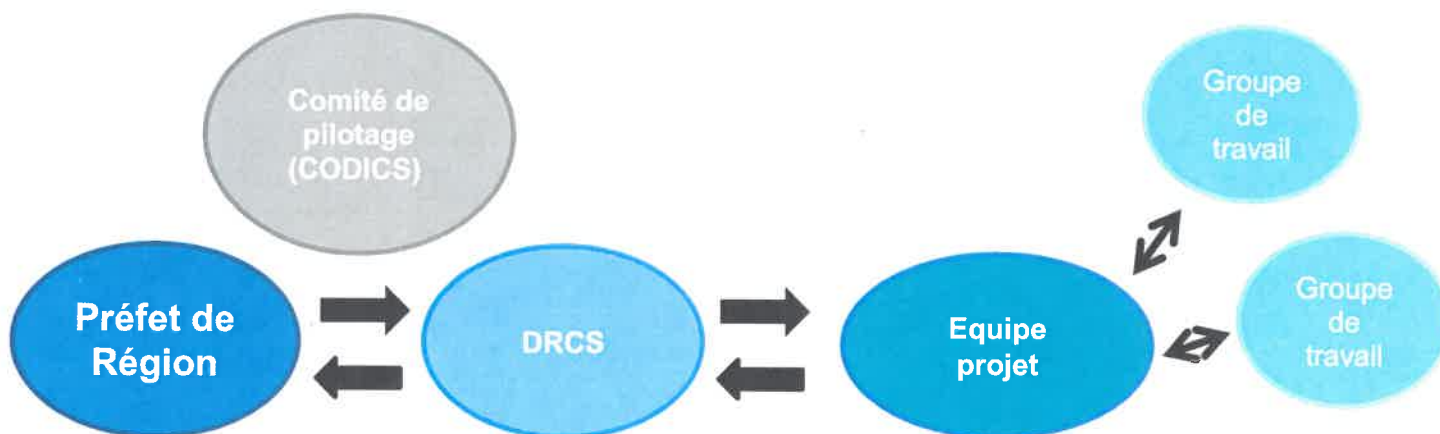 Comité de
pilotage
(CODICS)
Groupe
de
travail
Préfet de
Région
DRCS
Equipe
projet
Groupe
de
travail